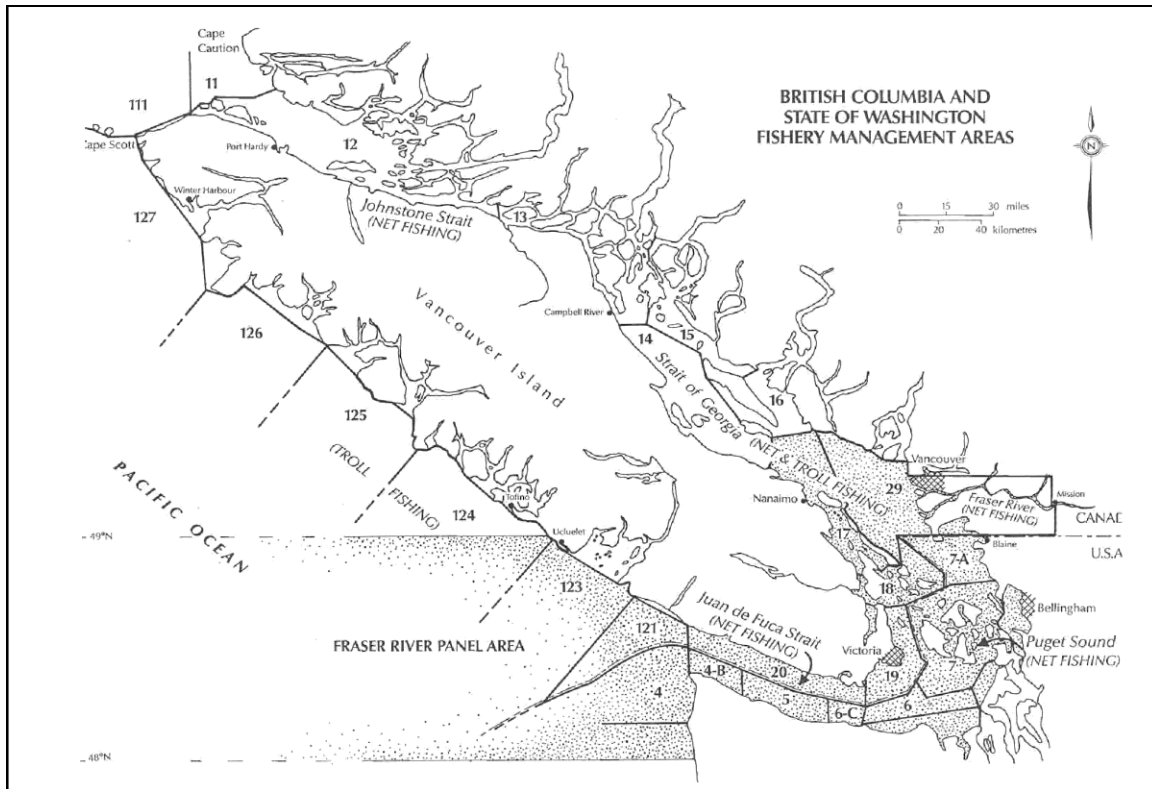 Cape
Caution
11
111
Cape Scott
Port Hardy
12
BRITISH COLUMBIA AND
STATE OF WASHINGTON
FISHERY MANAGEMENT AREAS
N
Winter Harbour
127
Johnstone Strait
(NET FISHING)
13
0 15 30 miles
0 20 40 kilometres
Vancouver Island
Campbell River
126
14
15
Strait of Georgia
(NET & TROLL FISHING)
16
125
(TROLL
FISHING)
PACIFIC OCEAN
124
Tofino
Ucluelet
Vancouver
29
Fraser River
(NET FISHING)
Mission
Nanaimo
CANAD
49°N
Blaine
U.S.A
17
7-A
123
18
Juan de Fuca Strait
(NET FISHING)
Bellingham
121
FRASER RIVER PANEL AREA
Victoria
Puget Sound
(NET FISHING)
20
4-B
19
7
4
5
6-C
6
48°N